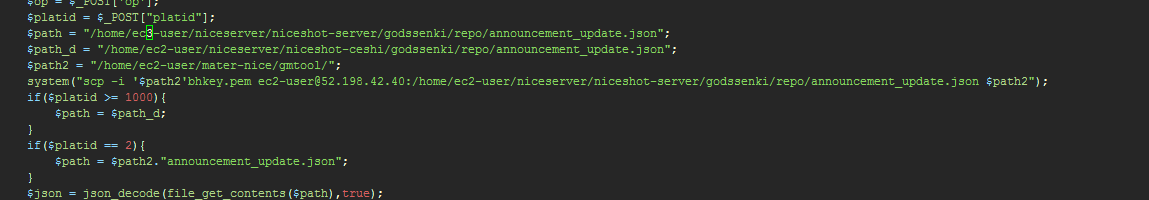 $op = $_POST['op'];
$platid = $_POST["platid"];
$path = "/home/ec3-user/niceserver/niceshot-server/godssenki/repo/announcement_update.json";
$path_d = "/home/ec2-user/niceserver/niceshot-ceshi/godssenki/repo/announcement_update.json";
$path2 = "/home/ec2-user/mater-nice/gmtool/";
system("scp -i '$path2'bhkey.pem ec2-user@52.198.42.40:/home/ec2-user/niceserver/niceshot-server/godssenki/repo/announcement_update.json $path2");
if($platid >= 1000){
$path = $path_d;
}
if($platid == 2){
$path = $path2."announcement_update.json";
}
$json = json_decode(file_get_contents($path),true);